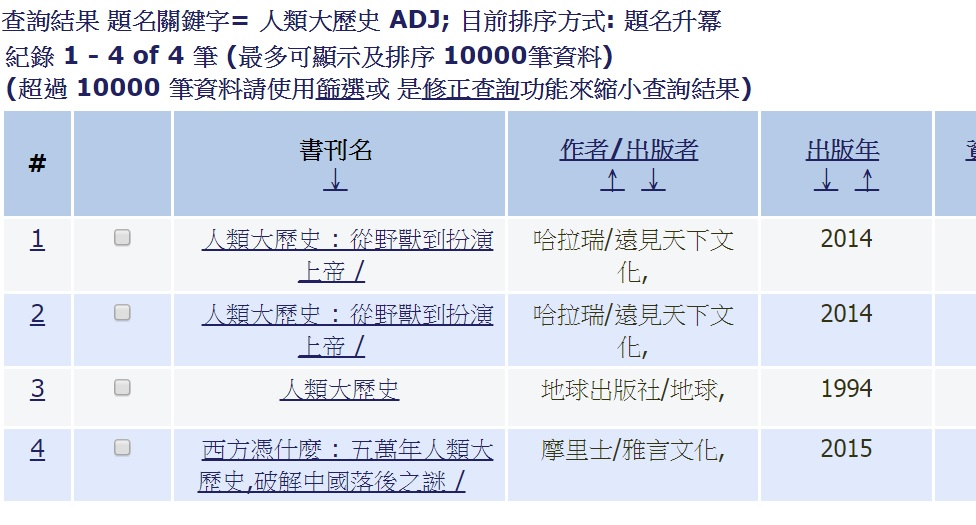 查詢結果 題名關鍵字= 人類大歷史 ADJ; 目前排序方式: 題名升冪
紀錄 1 - 4 of 4 筆 (最多可顯示及排序 10000筆資料)
(超過 10000 筆資料請使用篩選或 是修正查詢功能來縮小查詢結果)
# 書刊名 作者/出版者 出版年
↓ ↑ ↓ ↓ ↑
1 人類大歷史 : 從野獸到扮演 哈拉瑞/遠見天下文 2014
上帝 / 化,
2 人類大歷史 : 從野獸到扮演 哈拉瑞/遠見天下文 2014
上帝 / 化,
3 人類大歷史 地球出版社/地球, 1994
4 西方憑什麼 : 五萬年人類大 摩里士/雅言文化, 2015
歷史,破解中國落後之謎 /